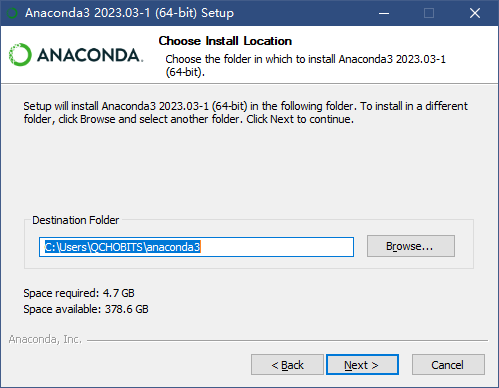 Anaconda3 2023.03-1 (64-bit) Setup
ANACONDA.
Choose Install Location
Choose the folder in which to install Anaconda3 2023.03-1
(64-bit).
Setup will install Anaconda3 2023.03-1 (64-bit) in the following folder. To install in a different
folder, click Browse and select another folder. Click Next to continue.
Destination Folder
C:\Users\QCHOBITS\anaconda3
Browse...
Space required: 4.7 GB
Space available: 378.6 GB
Anaconda, Inc.
< Back
Next >
Cancel